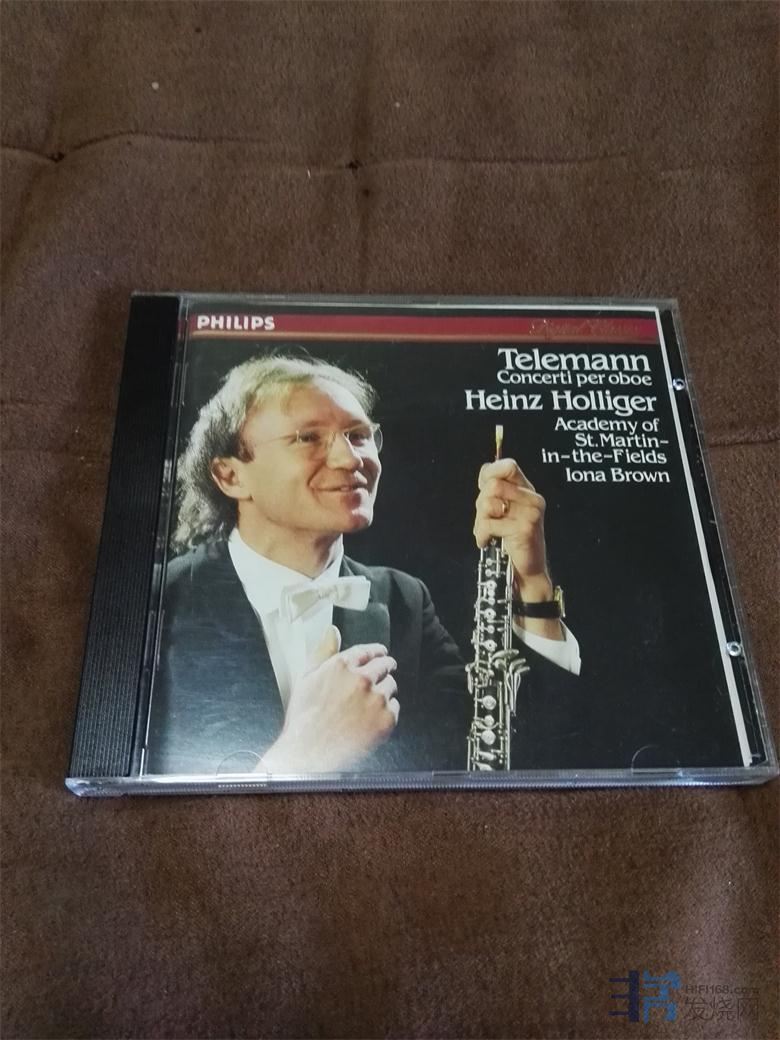 PHILIPS
Digital Classics
Telemann
Concerti per oboe
Heinz Holliger
Academy of
St. Martin-
in-the-Fields
Iona Brown
HIFI168.com
发烧网